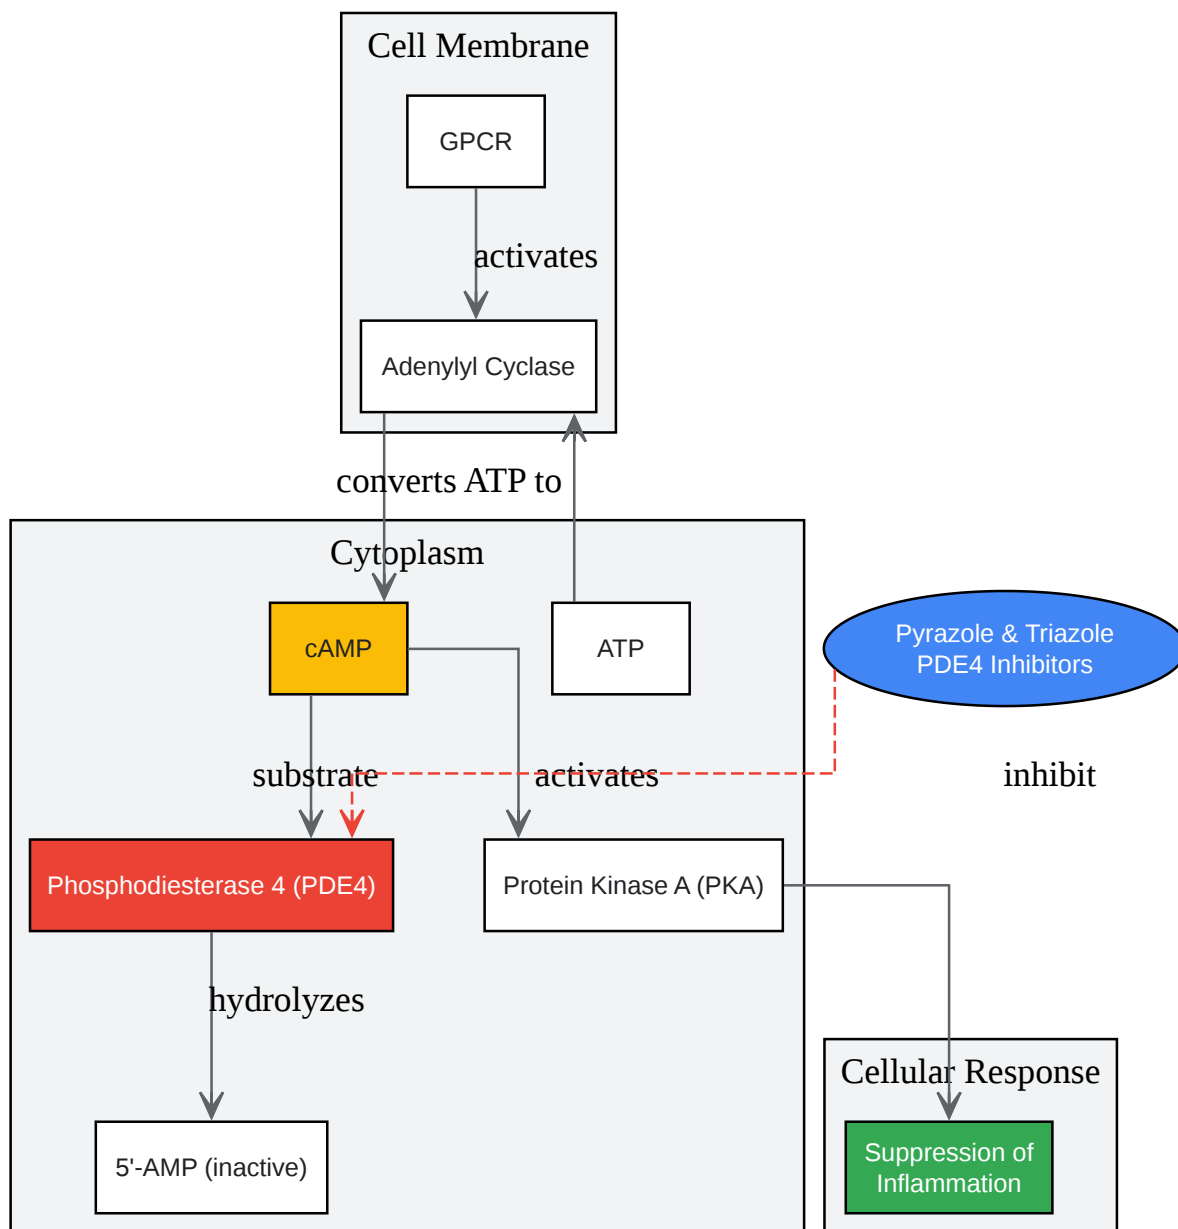 Cell Membrane
GPCR
activates
Adenylyl Cyclase
converts ATP to
Cytoplasm
cAMP
ATP
Pyrazole & Triazole
PDE4 Inhibitors
substrate
activates
inhibit
Phosphodiesterase 4 (PDE4)
Protein Kinase A (PKA)
hydrolyzes
Cellular Response
5'-AMP (inactive)
Suppression of
Inflammation